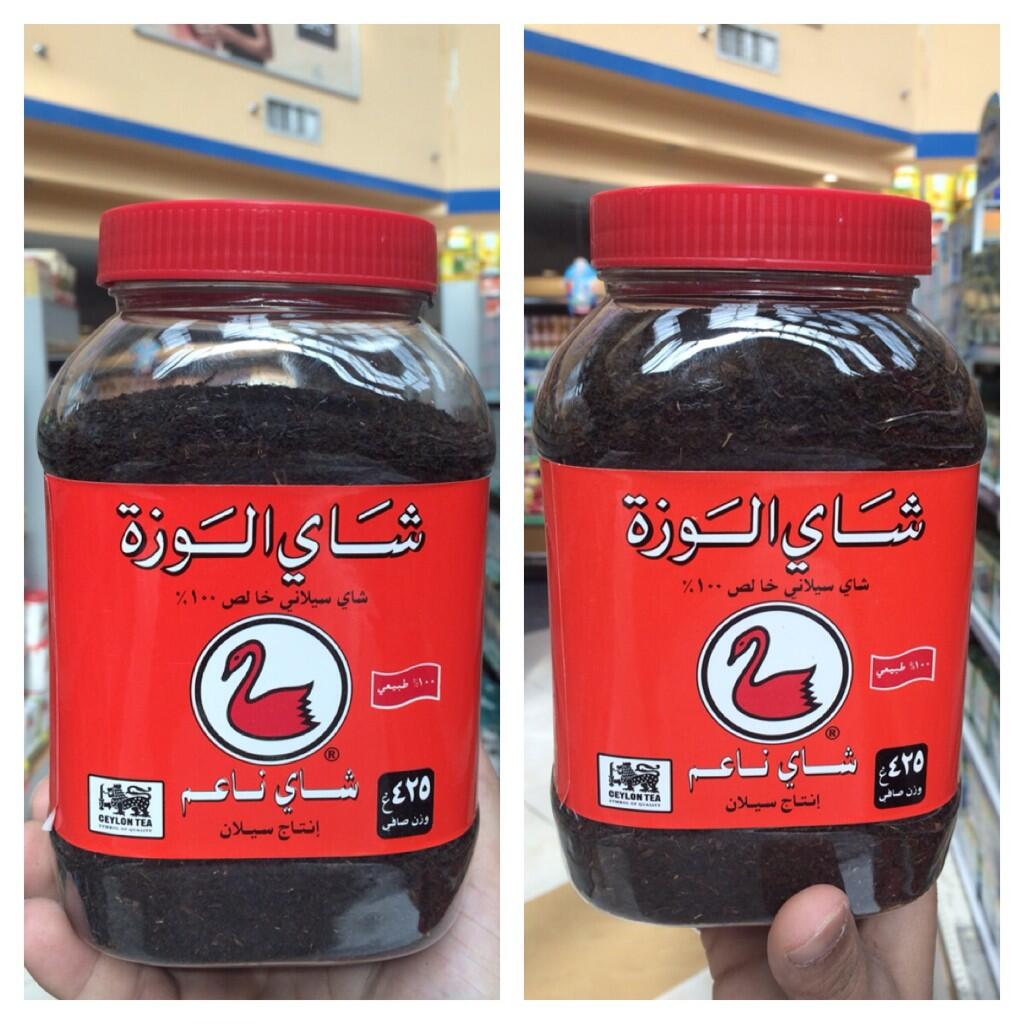 شاي الوزة
شاي سيلاني خالص ١٠٠٪
١٠٠٪ طبيعي
®
شاي ناعم
إنتاج سيلان
CEYLON TEA
SYMBOL OF QUALITY
٤٢٥ غ
وزن صافي
شاي الوزة
شاي سيلاني خالص ١٠٠٪
١٠٠٪ طبيعي
®
شاي ناعم
إنتاج سيلان
CEYLON TEA
SYMBOL OF QUALITY
٤٢٥ غ
وزن صافي